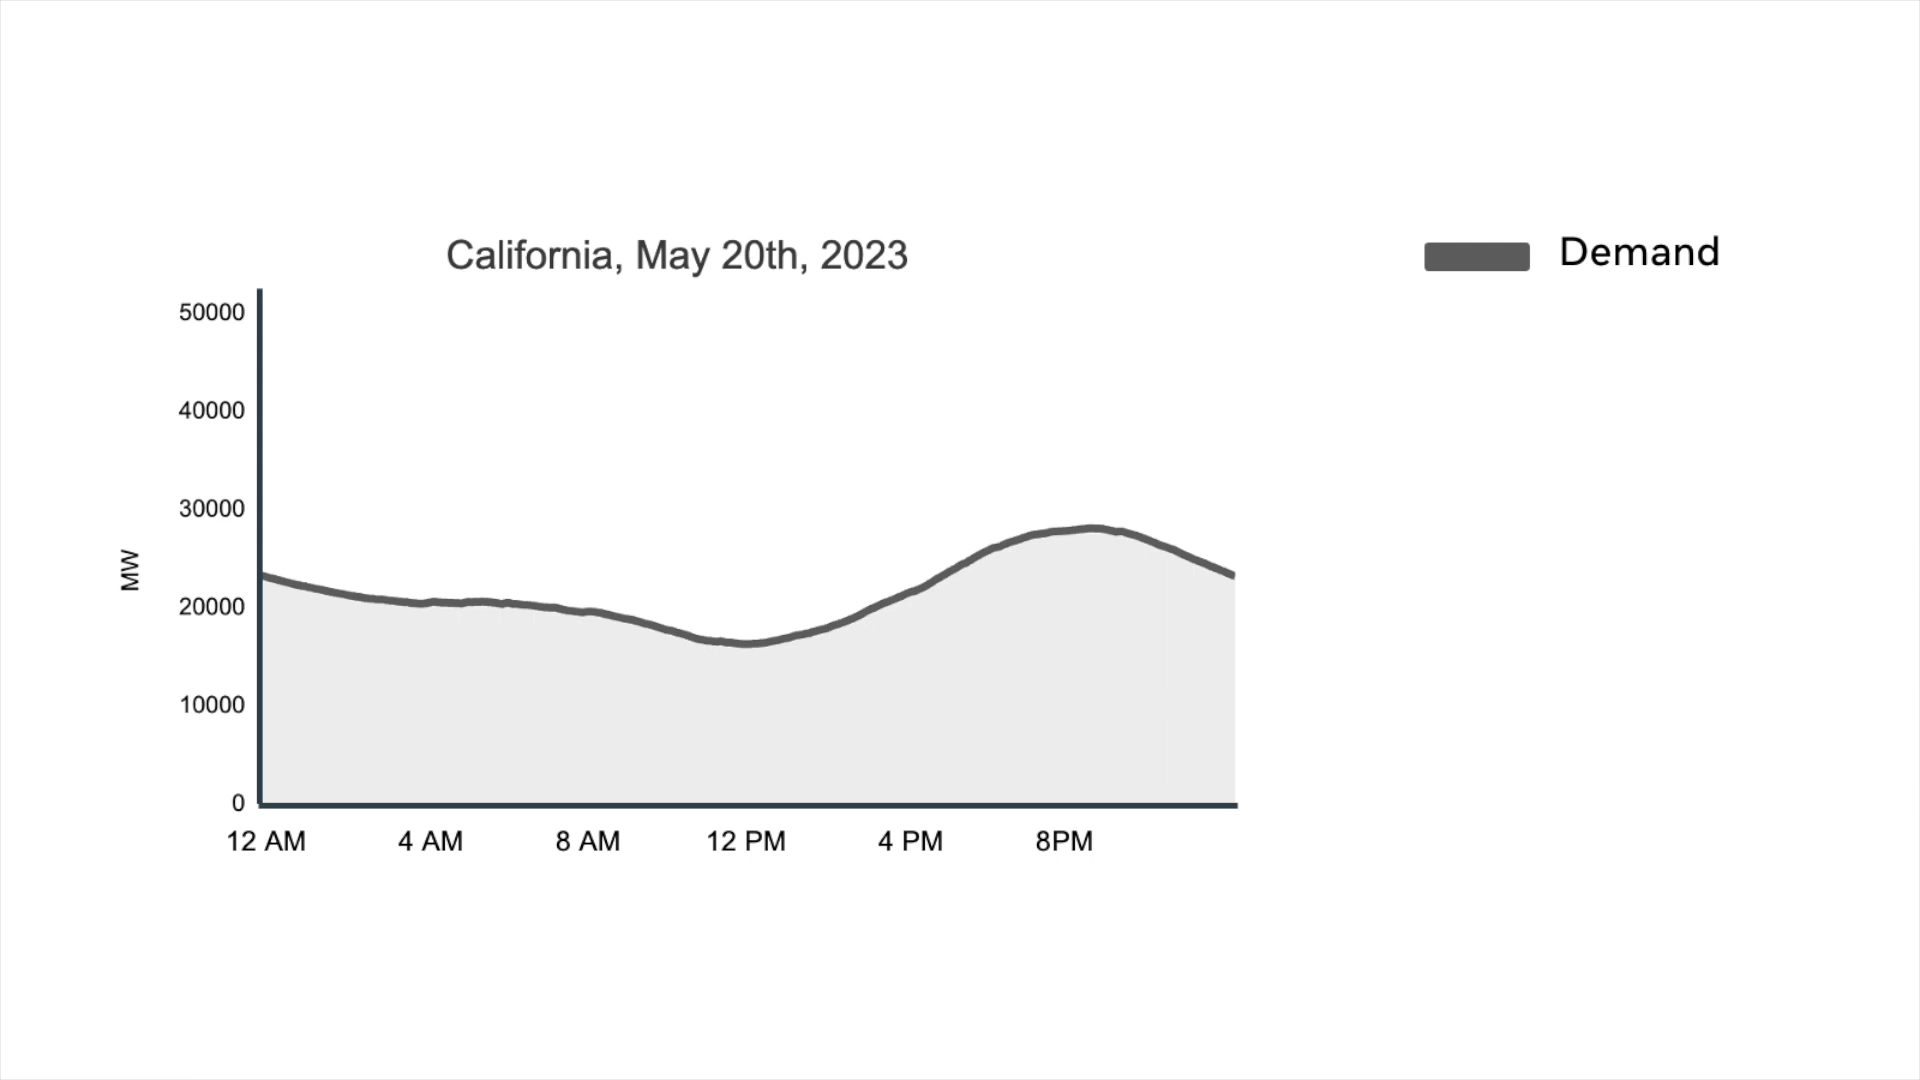 California, May 20th, 2023
Demand
50000
40000
30000
20000
10000
0
MW
12 AM
4 AM
8 AM
12 PM
4 PM
8PM